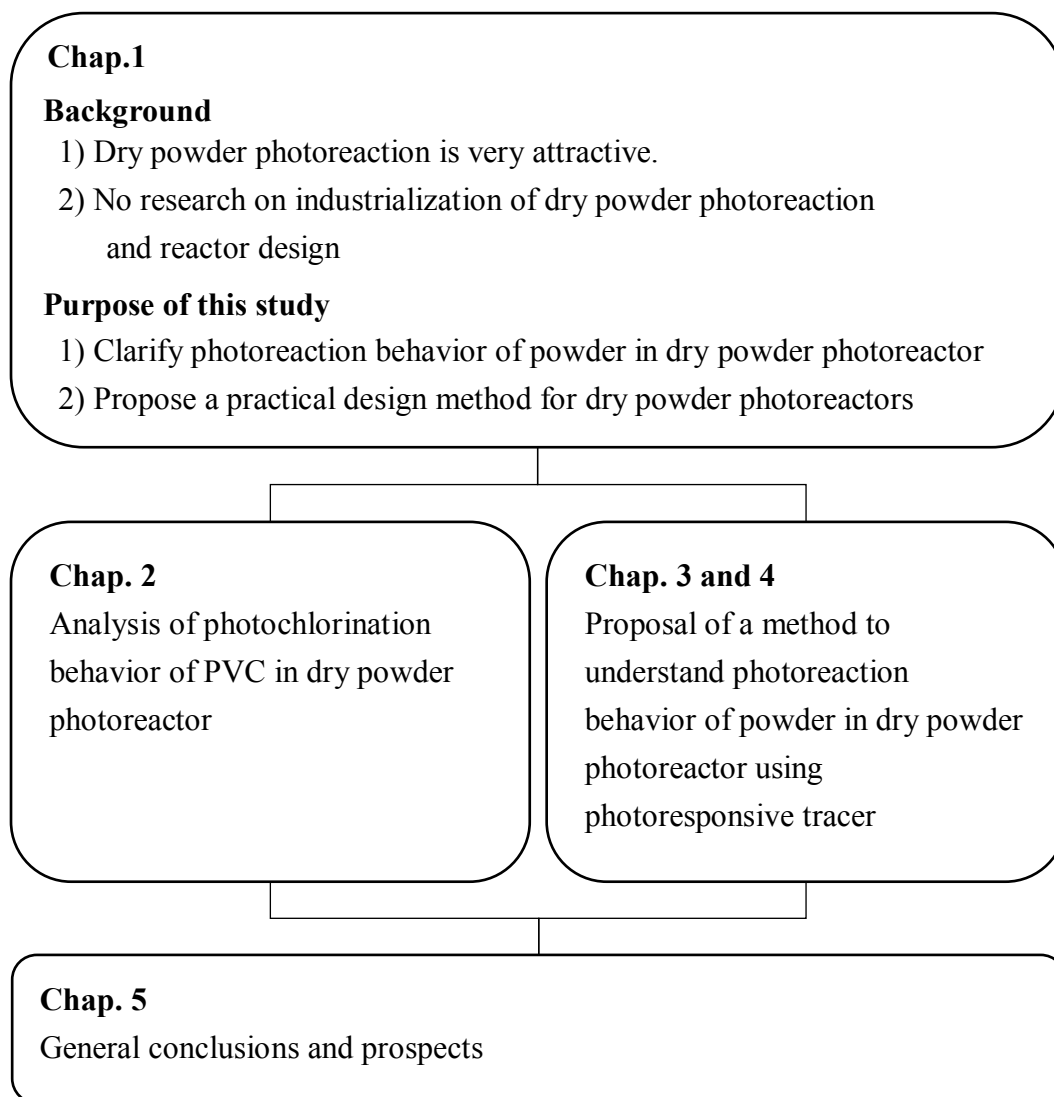 Chap.1
Background
1) Dry powder photoreaction is very attractive.
2) No research on industrialization of dry powder photoreaction
and reactor design
Purpose of this study
1) Clarify photoreaction behavior of powder in dry powder photoreactor
2) Propose a practical design method for dry powder photoreactors
Chap. 2
Analysis of photochlorination
behavior of PVC in dry powder
photoreactor
Chap. 3 and 4
Proposal of a method to
understand photoreaction
behavior of powder in dry powder
photoreactor using
photoresponsive tracer
Chap. 5
General conclusions and prospects